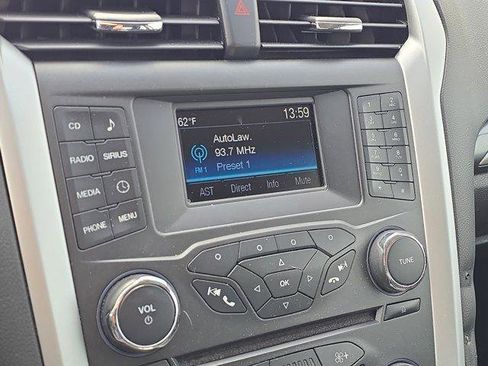 62°F 13:59
AutoLaw.
93.7 MHz
FM 1 Preset 1
AST Direct Info Mute
CD
RADIO SIRIUS
MEDIA
PHONE MENU
OK
VOL
TUNE